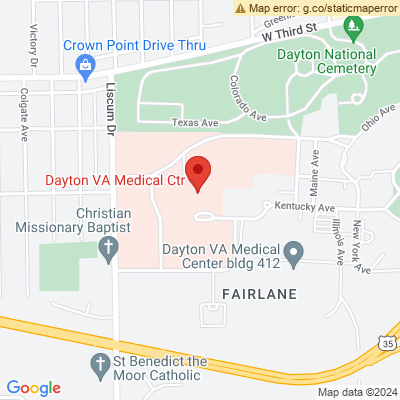 Map error: g.co/staticmaperror
Victory Dr
Greenv
W Third St
Crown Point Drive Thru
Dayton National
Cemetery
Colgate Ave
Liscum Dr
Colorado Ave
Texas Ave
Ohio Ave
Maine Ave
Dayton VA Medical Ctr
Kentucky Ave
Christian
Missionary Baptist
Illinois Ave
New York Ave
Dayton VA Medical
Center bldg 412
FAIRLANE
35
St Benedict the
Moor Catholic
Google
Map data ©2024